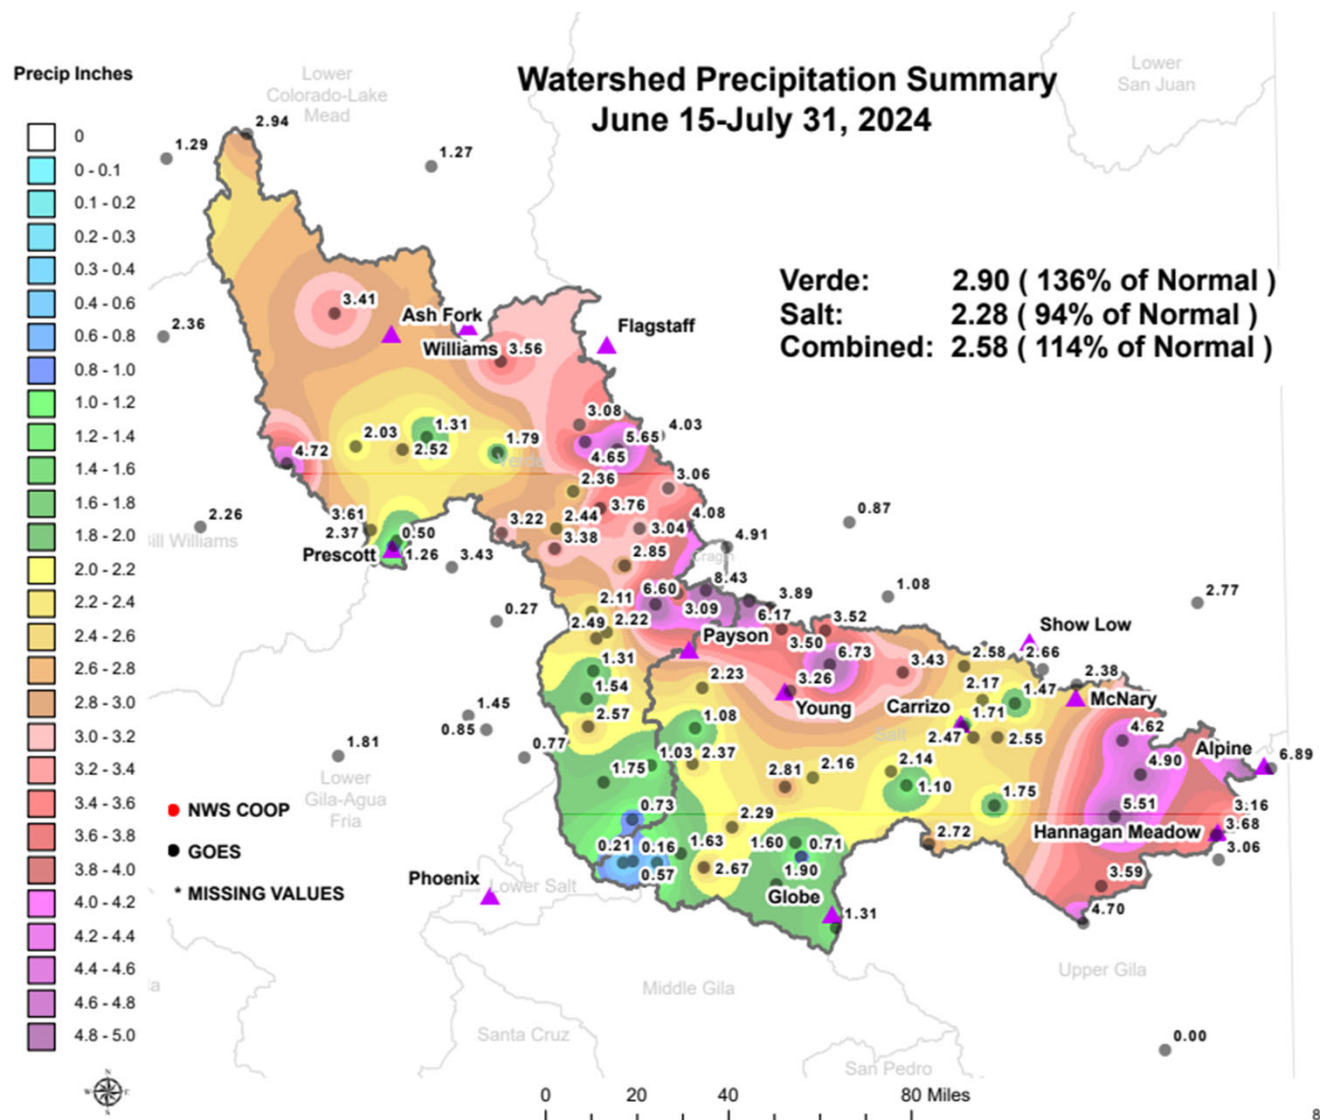 Watershed Precipitation Summary
June 15-July 31, 2024
Precip Inches
0
0 - 0.1
0.1 - 0.2
0.2 - 0.3
0.3 - 0.4
0.4 - 0.6
0.6 - 0.8
0.8 - 1.0
1.0 - 1.2
1.2 - 1.4
1.4 - 1.6
1.6 - 1.8
1.8 - 2.0
2.0 - 2.2
2.2 - 2.4
2.4 - 2.6
2.6 - 2.8
2.8 - 3.0
3.0 - 3.2
3.2 - 3.4
3.4 - 3.6
3.6 - 3.8
3.8 - 4.0
4.0 - 4.2
4.2 - 4.4
4.4 - 4.6
4.6 - 4.8
4.8 - 5.0
Verde: 2.90 ( 136% of Normal )
Salt: 2.28 ( 94% of Normal )
Combined: 2.58 ( 114% of Normal )
Lower
Colorado-Lake
Mead
Lower
San Juan
2.94
1.29
1.27
3.41
Ash Fork
2.36
Williams
3.56
Flagstaff
3.08
4.03
2.03
1.31
2.52
1.79
5.65
4.65
4.72
Verde
2.36
3.06
3.76
4.08
2.26
Bill Williams
3.61
2.37
0.50
Prescott
1.26
3.43
3.22
2.44
3.38
3.04
2.85
4.91
Cragin
0.87
8.43
6.60
3.09
3.89
6.17
3.52
1.08
2.77
0.27
2.11
2.49
2.22
Payson
3.50
6.73
3.43
Show Low
2.58
2.66
2.38
1.31
1.54
2.57
2.23
3.26
Young
Carrizo
2.17
1.47
McNary
1.71
2.47
2.55
Salt
1.45
0.85
0.77
1.81
1.08
1.03
2.37
1.75
2.81
2.16
2.14
1.10
1.75
4.62
4.90
5.51
Alpine
6.89
3.16
3.68
3.06
Hannagan Meadow
Lower
Gila-Agua
Fria
0.73
2.29
2.72
0.21
0.16
0.57
1.63
2.67
1.60
0.71
1.90
Globe
1.31
3.59
4.70
NWS COOP
GOES
* MISSING VALUES
Phoenix
Lower Salt
Middle Gila
Upper Gila
Santa Cruz
San Pedro
la
0.00
N
0
20
40
80 Miles
8